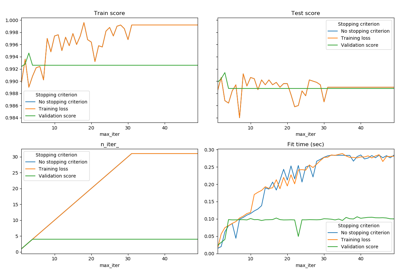 Train score
1.000
0.998
0.996
0.994
0.992
0.990
0.988
0.986
0.984
Stopping criterion
No stopping criterion
Training loss
Validation score
10 20 30 40
max_iter
Test score
Stopping criterion
No stopping criterion
Training loss
Validation score
10 20 30 40
max_iter
n_iter_
30
25
20
15
10
5
0
Stopping criterion
No stopping criterion
Training loss
Validation score
10 20 30 40
max_iter
Fit time (sec)
0.30
0.25
0.20
0.15
0.10
0.05
0.00
Stopping criterion
No stopping criterion
Training loss
Validation score
10 20 30 40
max_iter